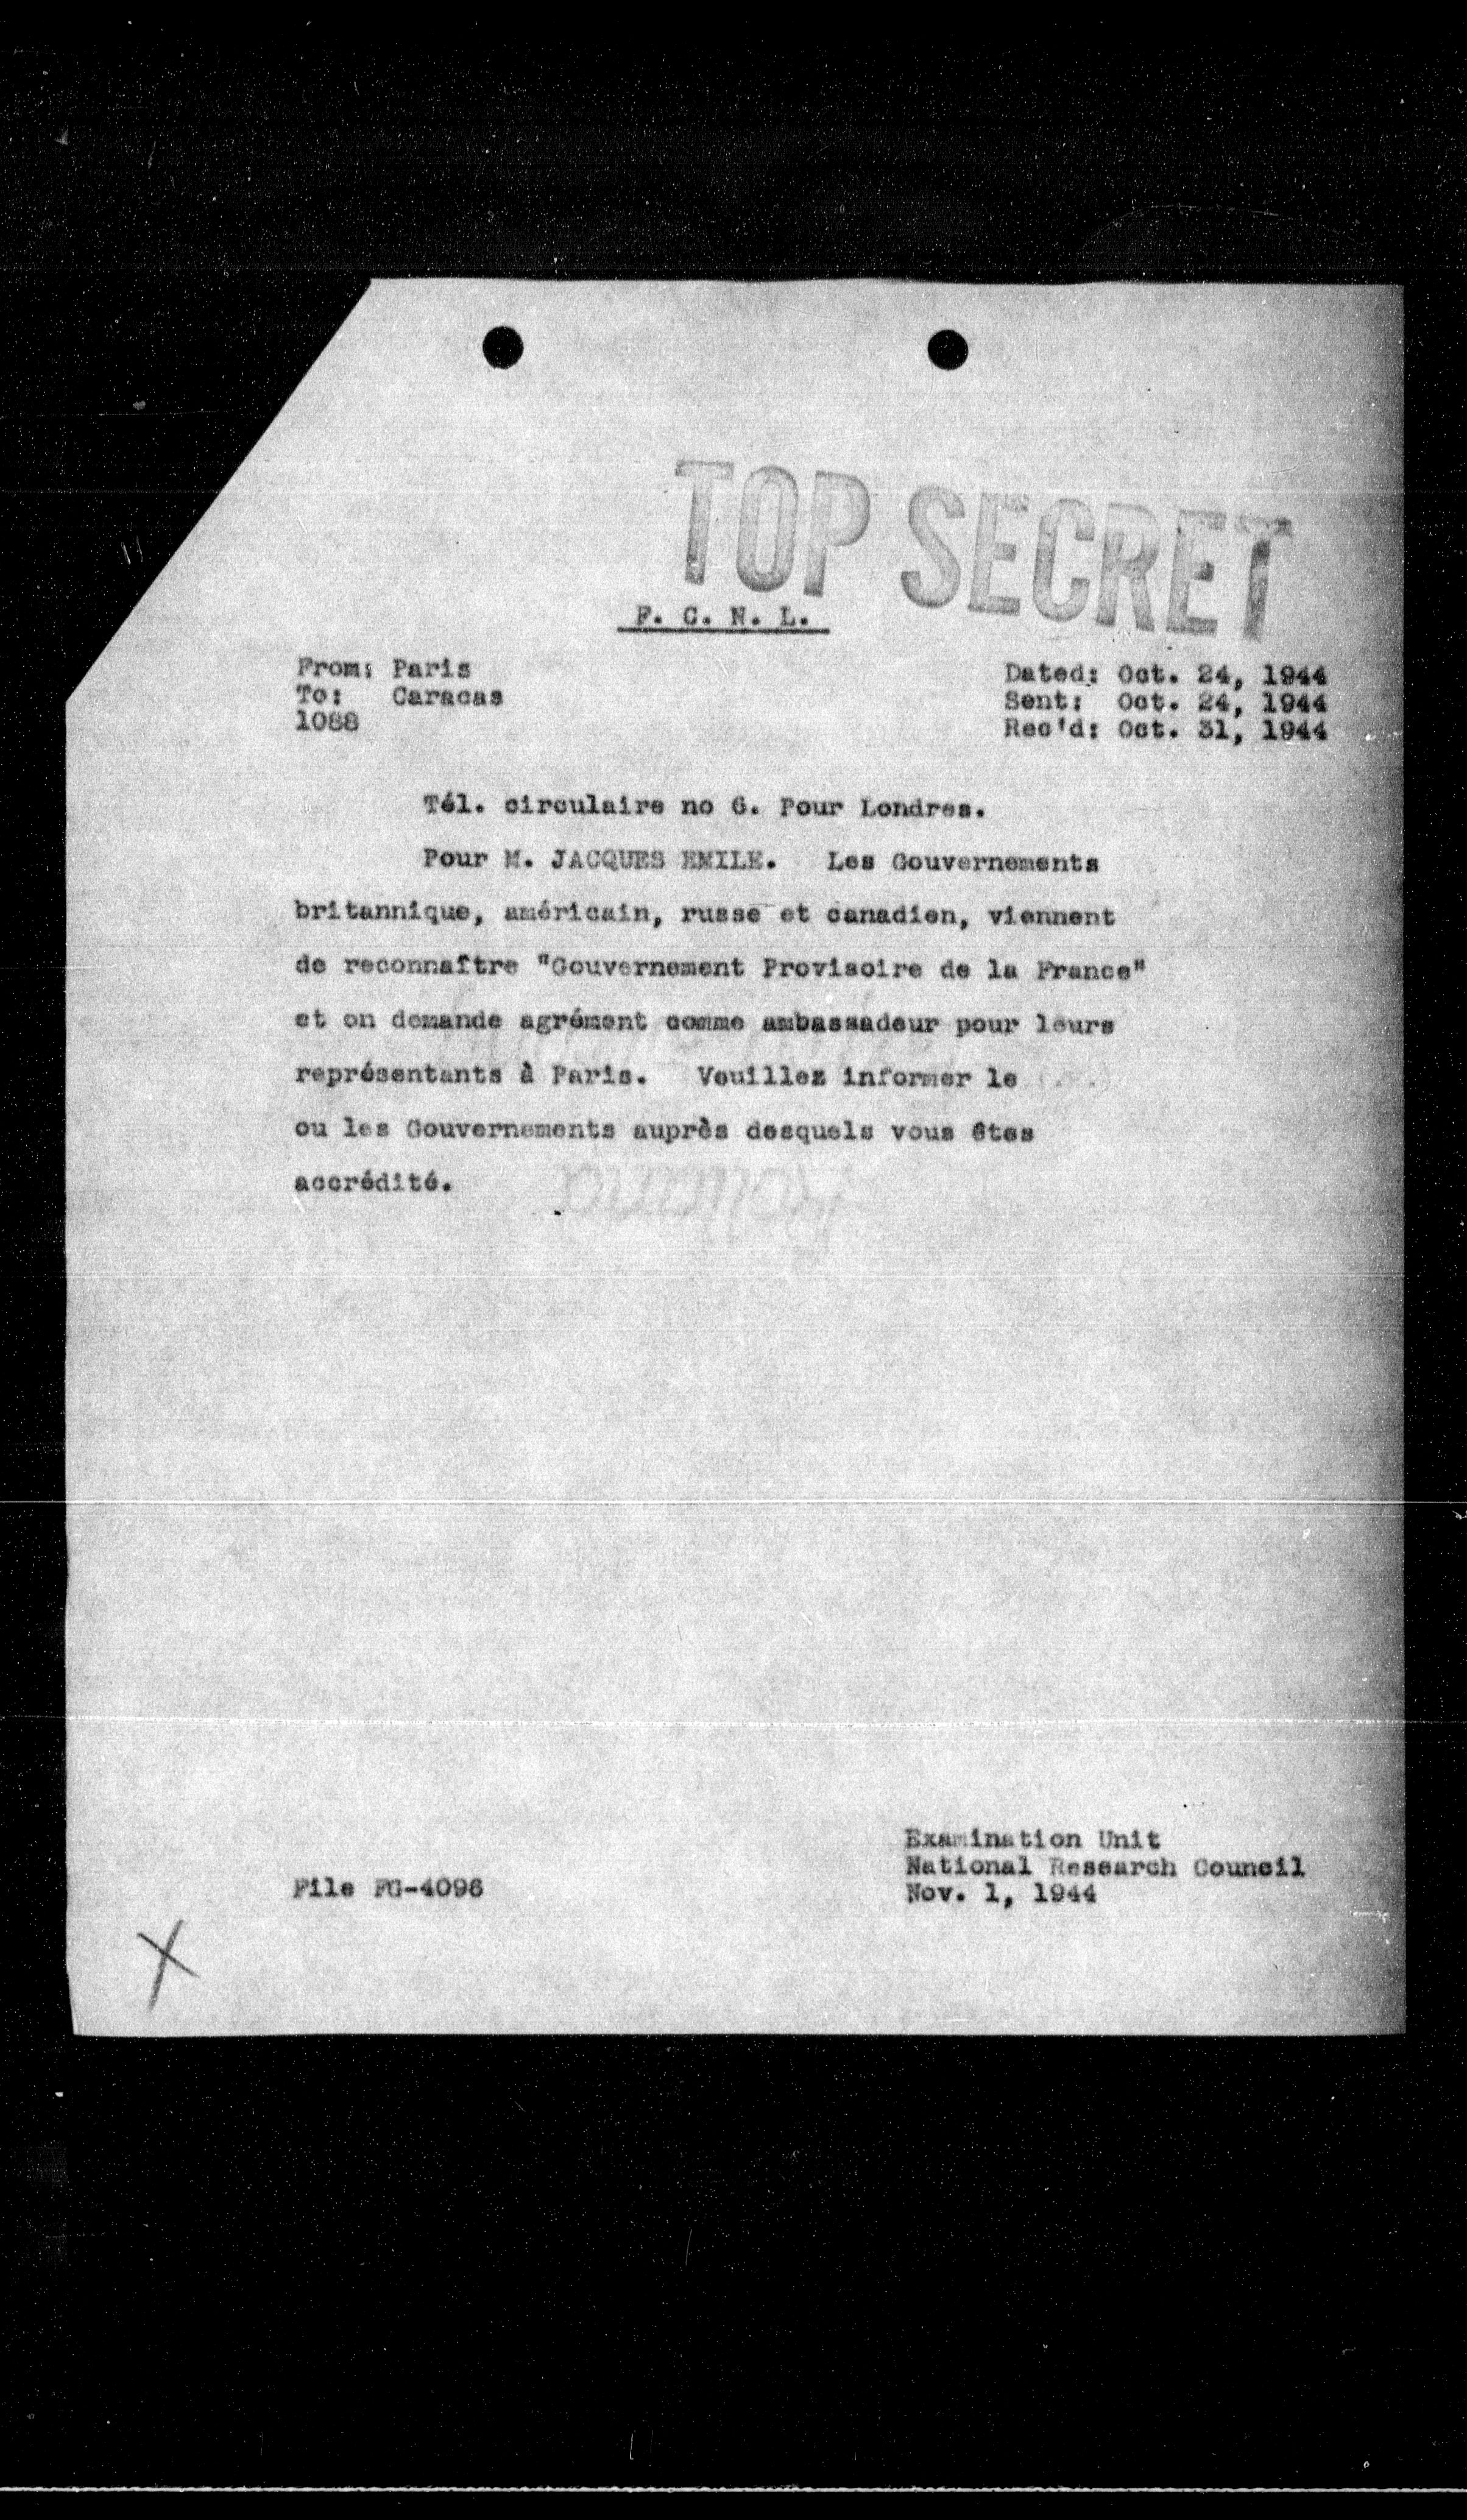 TOP SECRET
F. C. N. L.
From: Paris
To: Caracas
1088
Dated: Oct. 24, 1944
Sent: Oct. 24, 1944
Rec'd: Oct. 31, 1944
Tél. circulaire no 6. Pour Londres.
Pour M. JACQUES EMILE. Les Gouvernements
britannique, américain, russe et canadien, viennent
de reconnaître "Gouvernement Provisoire de la France"
et on demande agrément comme ambassadeur pour leurs
représentants à Paris. Veuillez informer le
ou les Gouvernements auprès desquels vous êtes
accrédité.
Examination Unit
National Research Council
Nov. 1, 1944
File FG-4096
X